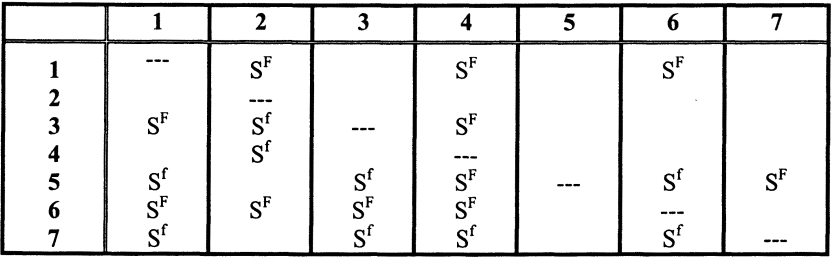 1 2 3 4 5 6 7
1 --- S^F S^F S^F
2 ---
3 S^F S^f --- S^F
4 S^f ---
5 S^f S^f S^F --- S^f S^F
6 S^F S^F S^F S^F ---
7 S^f S^f S^f S^f ---